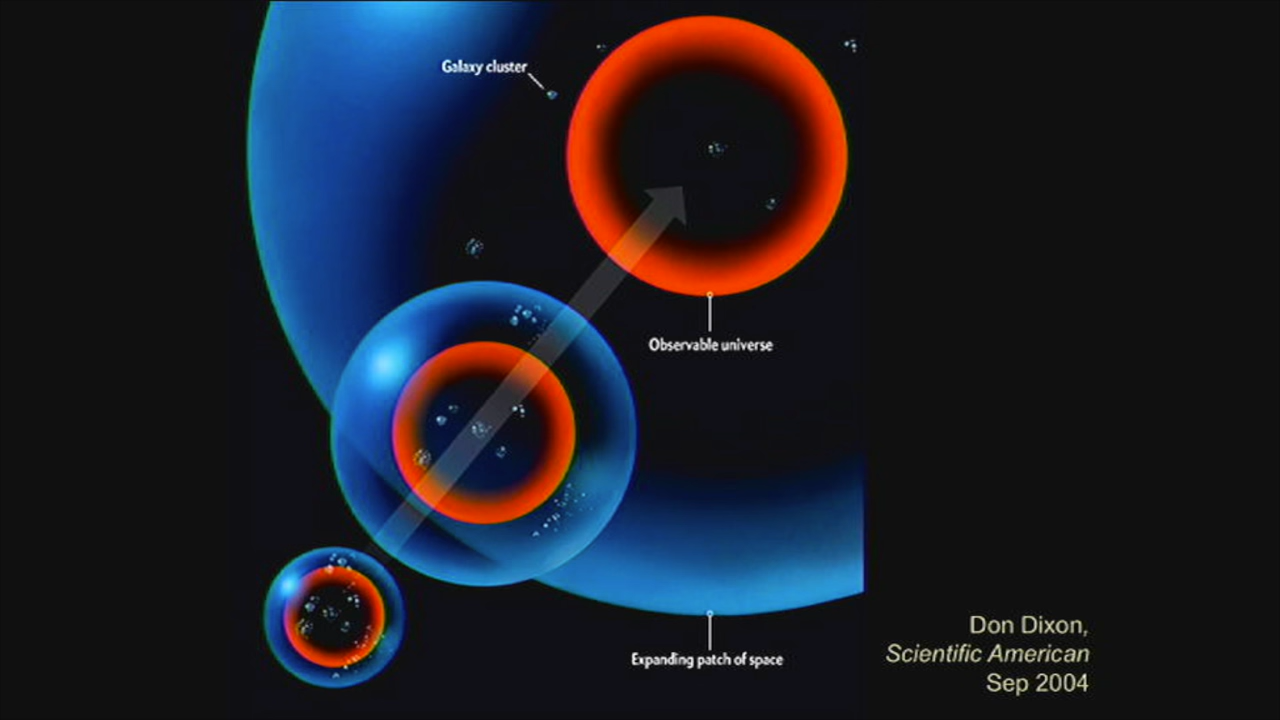 Galaxy cluster
Observable universe
Expanding patch of space
Don Dixon,
Scientific American
Sep 2004